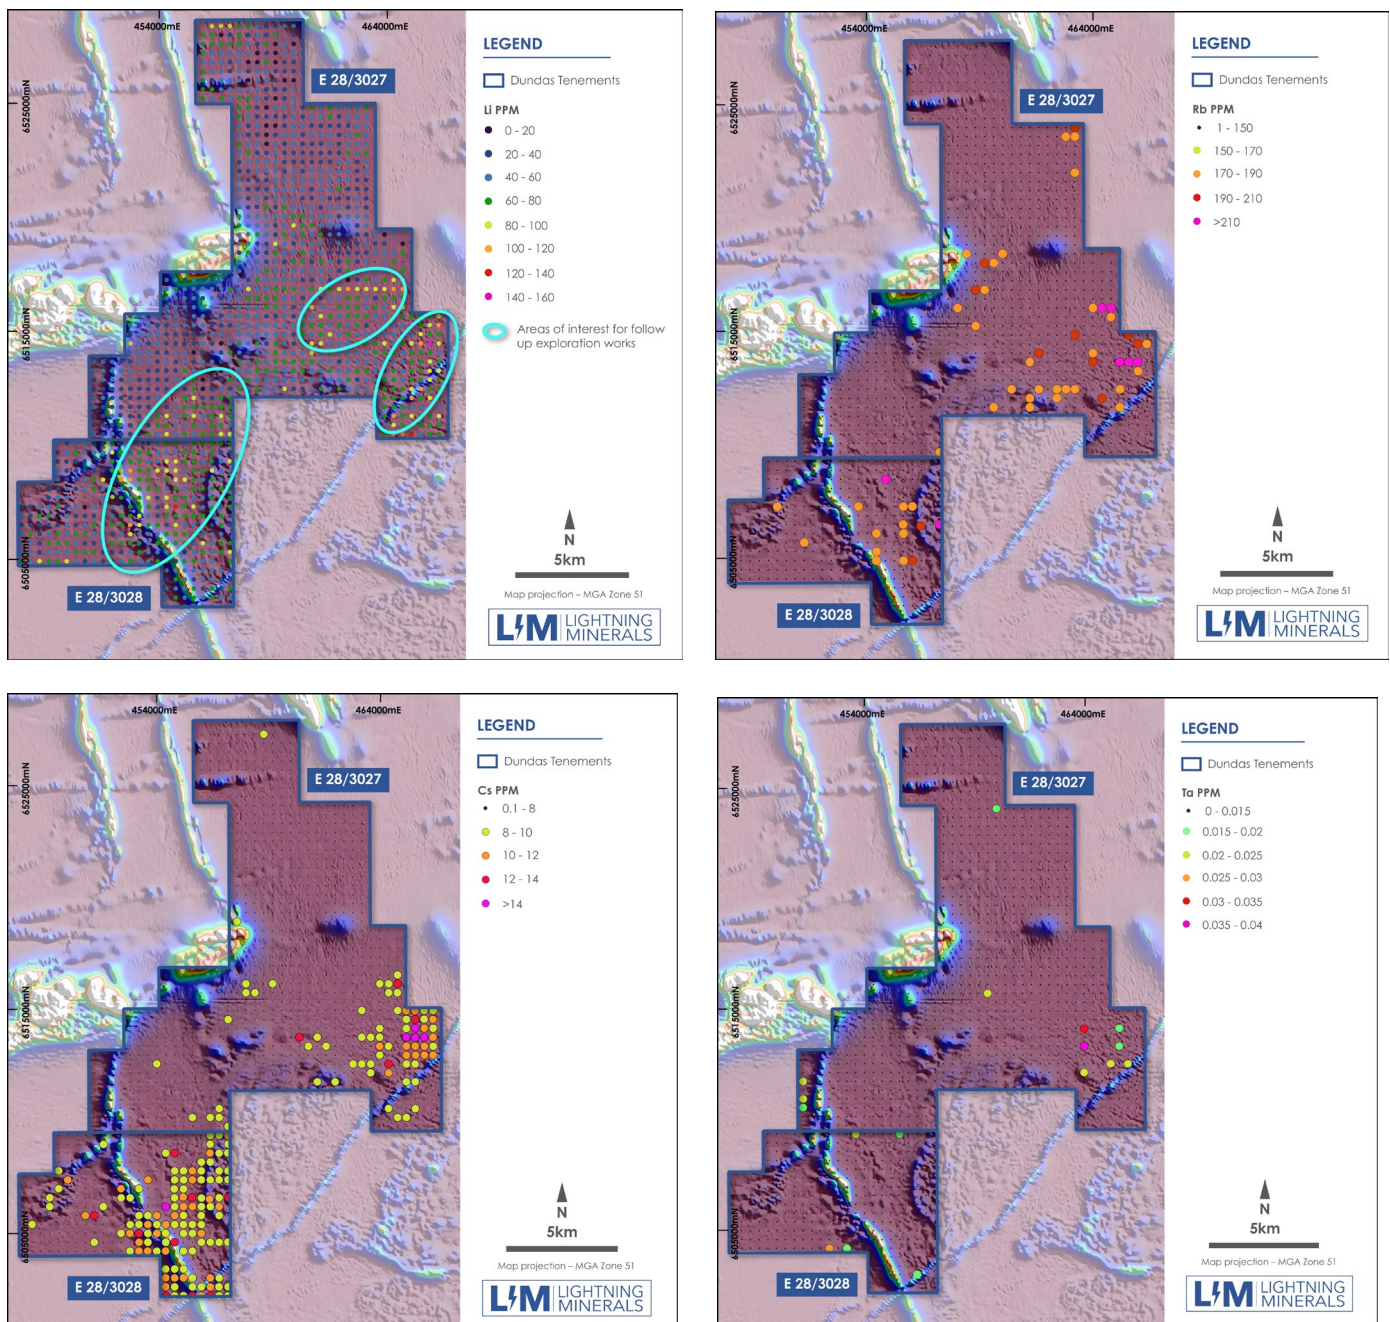 454000mE
464000mE
6525000mN
6515000mN
6505000mN
E 28/3027
E 28/3028
LEGEND
Dundas Tenements
Li PPM
0 - 20
20 - 40
40 - 60
60 - 80
80 - 100
100 - 120
120 - 140
140 - 160
Areas of interest for follow
up exploration works
N
5km
Map projection – MGA Zone 51
LM
LIGHTNING
MINERALS
454000mE
464000mE
6525000mN
6515000mN
6505000mN
E 28/3027
E 28/3028
LEGEND
Dundas Tenements
Rb PPM
1 - 150
150 - 170
170 - 190
190 - 210
>210
N
5km
Map projection – MGA Zone 51
LM
LIGHTNING
MINERALS
454000mE
464000mE
6525000mN
6515000mN
6505000mN
E 28/3027
E 28/3028
LEGEND
Dundas Tenements
Cs PPM
0.1 - 8
8 - 10
10 - 12
12 - 14
>14
N
5km
Map projection – MGA Zone 51
LM
LIGHTNING
MINERALS
454000mE
464000mE
6525000mN
6515000mN
6505000mN
E 28/3027
E 28/3028
LEGEND
Dundas Tenements
Ta PPM
0 - 0.015
0.015 - 0.02
0.02 - 0.025
0.025 - 0.03
0.03 - 0.035
0.035 - 0.04
N
5km
Map projection – MGA Zone 51
LM
LIGHTNING
MINERALS